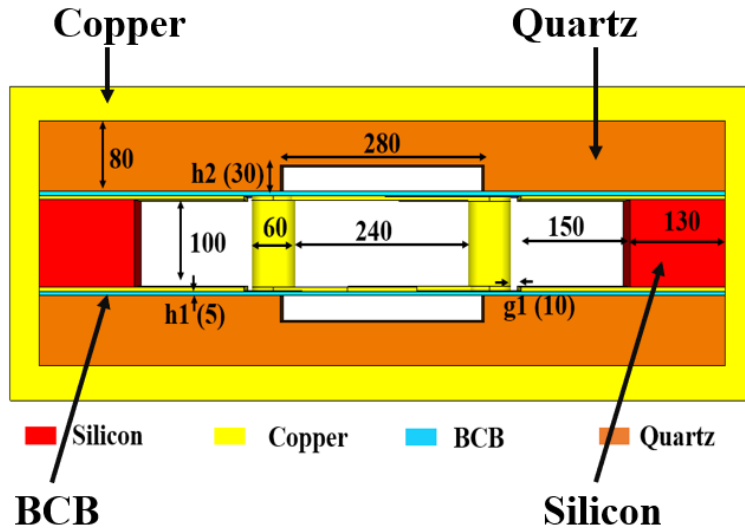 Copper
Quartz
80
h2 (30)
280
100
60
240
150
130
h1 (5)
g1 (10)
Silicon
Copper
BCB
Quartz
BCB
Silicon